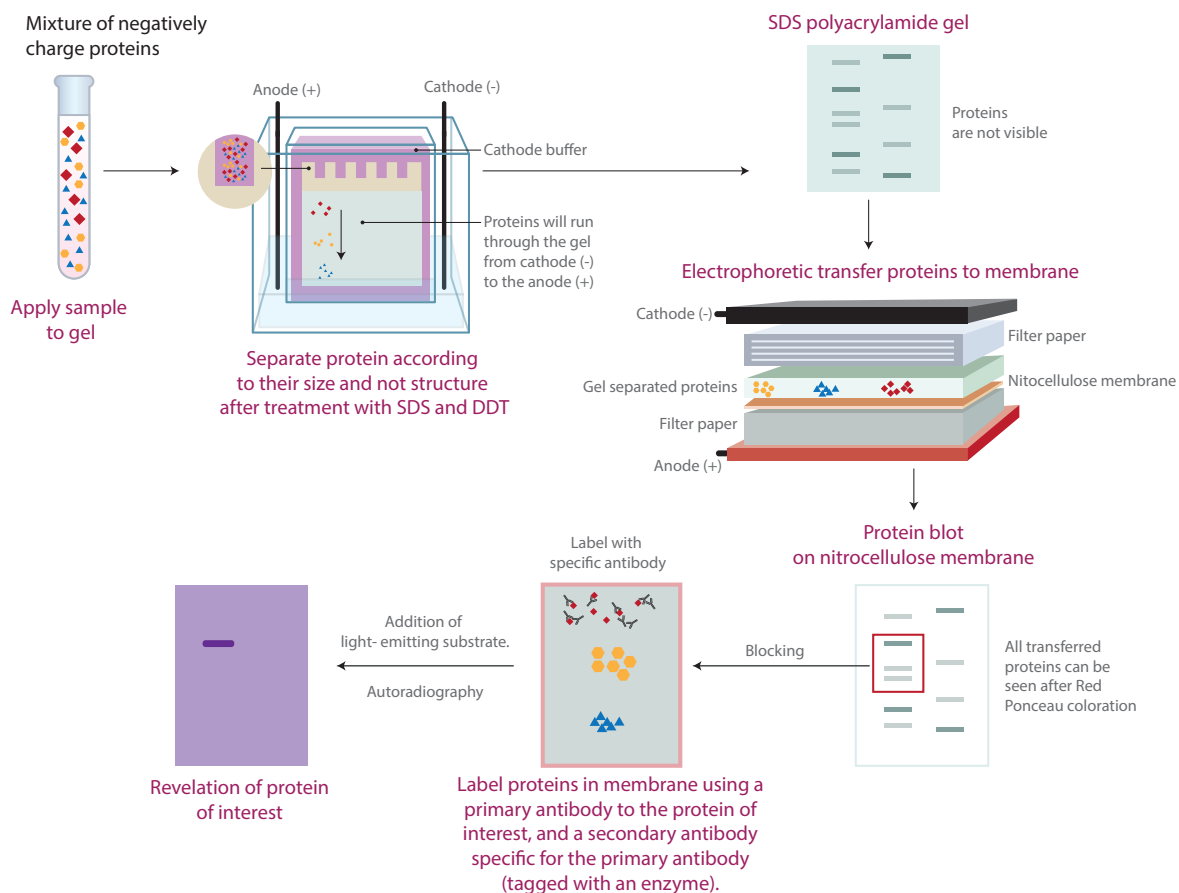 Mixture of negatively
charge proteins
Apply sample
to gel
Anode (+)
Cathode (-)
Cathode buffer
Proteins will run
through the gel
from cathode (-)
to the anode (+)
Separate protein according
to their size and not structure
after treatment with SDS and DDT
SDS polyacrylamide gel
Proteins
are not visible
Electrophoretic transfer proteins to membrane
Cathode (-)
Filter paper
Gel separated proteins
Nitocellulose membrane
Filter paper
Anode (+)
Protein blot
on nitrocellulose membrane
All transferred
proteins can be
seen after Red
Ponceau coloration
Blocking
Label with
specific antibody
Label proteins in membrane using a
primary antibody to the protein of
interest, and a secondary antibody
specific for the primary antibody
(tagged with an enzyme).
Addition of
light- emitting substrate.
Autoradiography
Revelation of protein
of interest